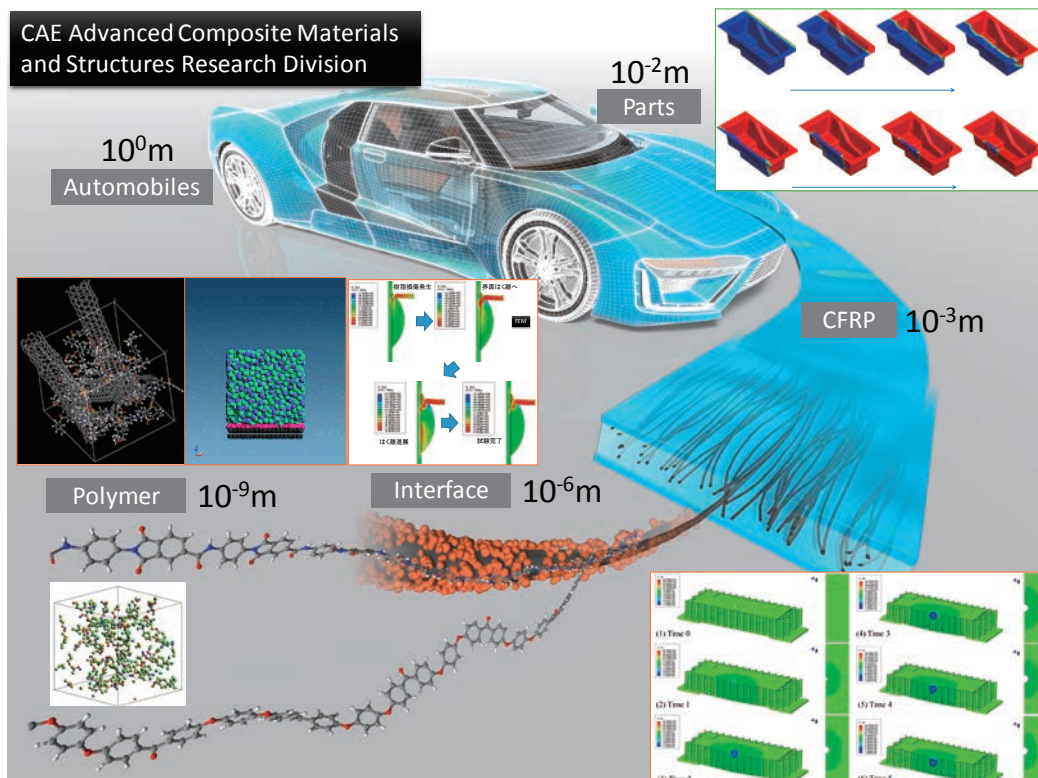 CAE Advanced Composite Materials
and Structures Research Division
10⁻²m
Parts
10⁰m
Automobiles
樹脂損傷発生
界面はく離へ
FEM
はく離進展
試験完了
CFRP
10⁻³m
Polymer
10⁻⁹m
Interface
10⁻⁶m
(1) Time 0
(4) Time 3
(2) Time 1
(5) Time 4